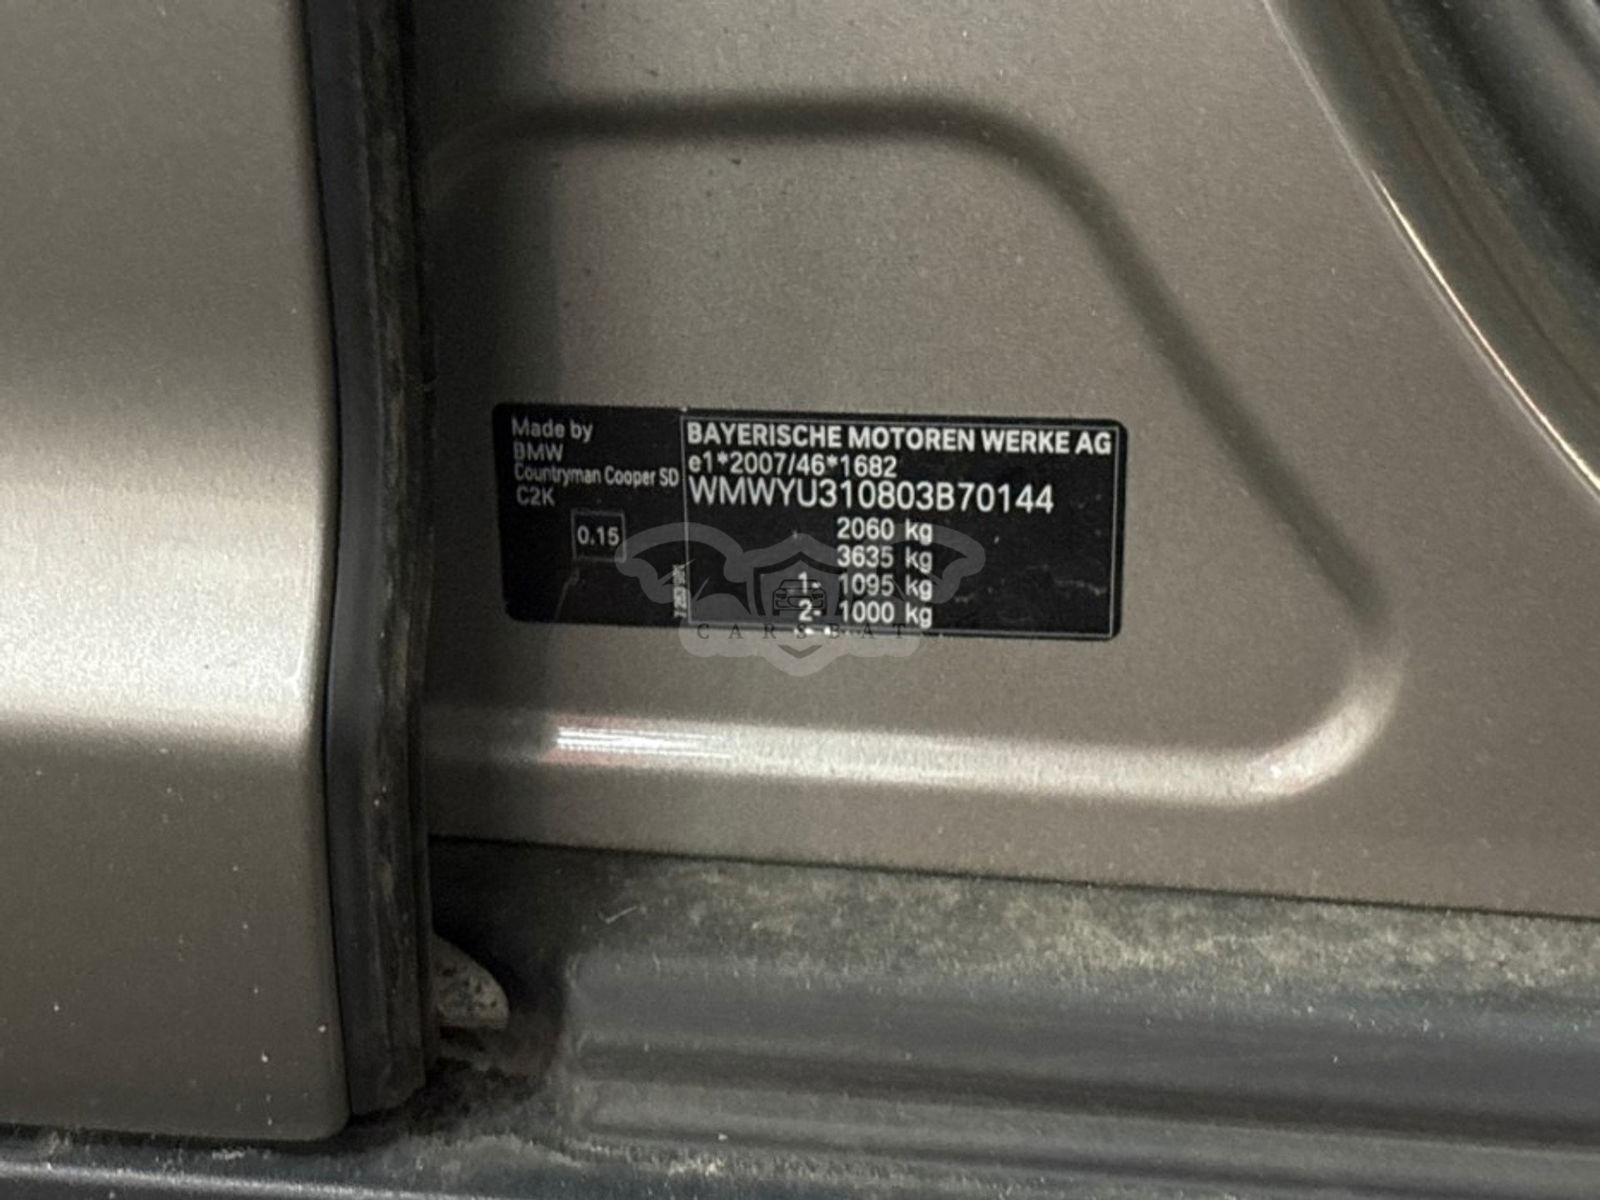 Made by
BMW
Countryman Cooper SD
C2K
0.15
BAYERISCHE MOTOREN WERKE AG
e1*2007/46*1682
WMWYU310803B70144
2060 kg
3635 kg
1- 1095 kg
2- 1000 kg
CARSEAT